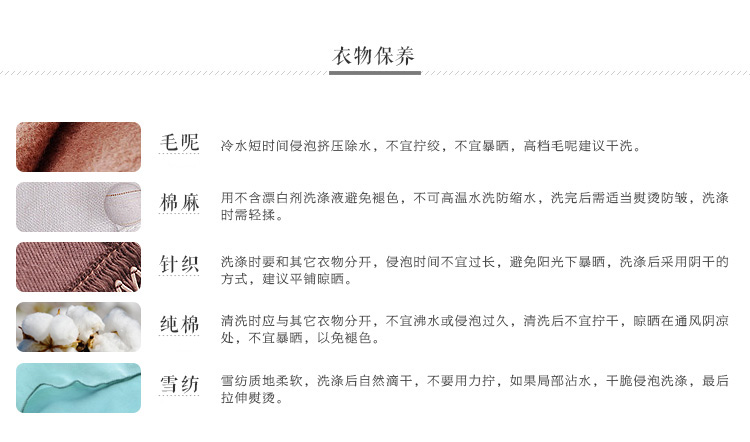 衣物保养
毛呢
冷水短时间侵泡挤压除水，不宜拧绞，不宜暴晒，高档毛呢建议干洗。
棉麻
用不含漂白剂洗涤液避免褪色，不可高温水洗防缩水，洗完后需适当熨烫防皱，洗涤
时需轻揉。
针织
洗涤时要和其它衣物分开，侵泡时间不宜过长，避免阳光下暴晒，洗涤后采用阴干的
方式，建议平铺晾晒。
纯棉
清洗时应与其它衣物分开，不宜沸水或侵泡过久，清洗后不宜拧干，晾晒在通风阴凉
处，不宜暴晒，以免褪色。
雪纺
雪纺质地柔软，洗涤后自然滴干，不要用力拧，如果局部沾水，干脆侵泡洗涤，最后
拉伸熨烫。